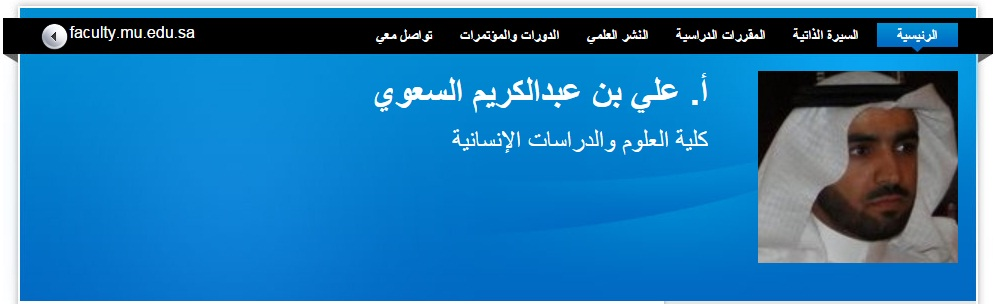 الرئيسية السيرة الذاتية المقررات الدراسية النشر العلمي الدورات والمؤتمرات تواصل معي faculty.mu.edu.sa
أ. علي بن عبدالكريم السعوي
كلية العلوم والدراسات الإنسانية